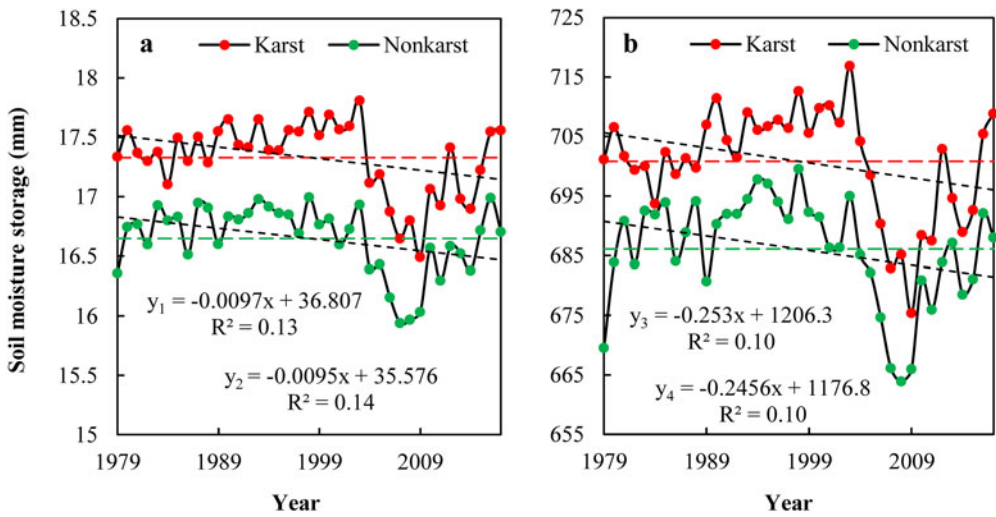 Soil moisture storage (mm)
18.5
18
17.5
17
16.5
16
15.5
15
a
Karst
Nonkarst
y1 = -0.0097x + 36.807
R² = 0.13
y2 = -0.0095x + 35.576
R² = 0.14
1979
1989
1999
2009
Year
725
715
705
695
685
675
665
655
b
Karst
Nonkarst
y3 = -0.253x + 1206.3
R² = 0.10
y4 = -0.2456x + 1176.8
R² = 0.10
1979
1989
1999
2009
Year